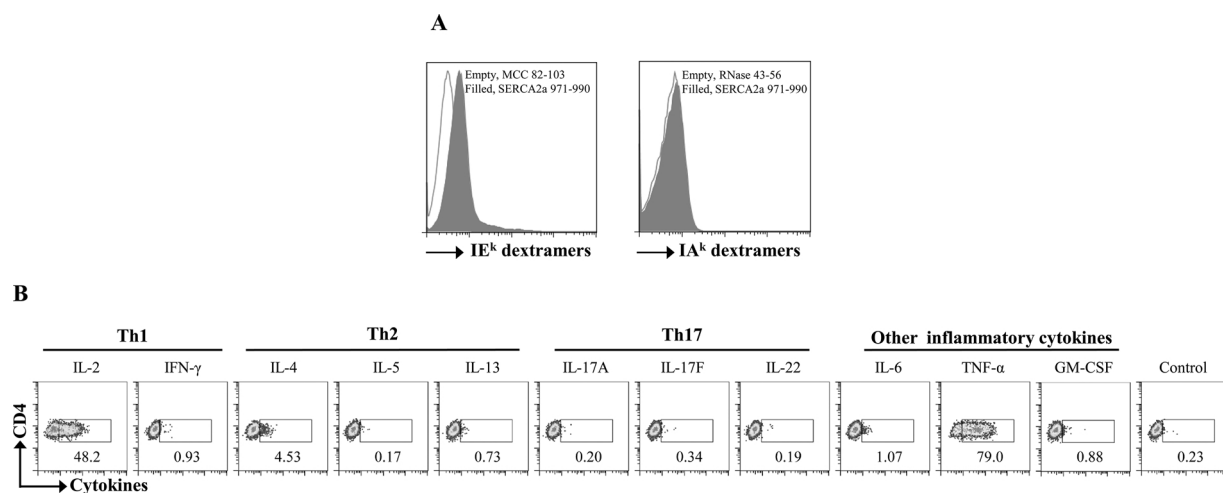 A
Empty, MCC 82-103
Filled, SERCA2a 971-990
IEᵏ dextramers
Empty, RNase 43-56
Filled, SERCA2a 971-990
IAᵏ dextramers
B
Th1 Th2 Th17 Other inflammatory cytokines
IL-2 IFN-γ IL-4 IL-5 IL-13 IL-17A IL-17F IL-22 IL-6 TNF-α GM-CSF Control
CD4
48.2 0.93 4.53 0.17 0.73 0.20 0.34 0.19 1.07 79.0 0.88 0.23
Cytokines